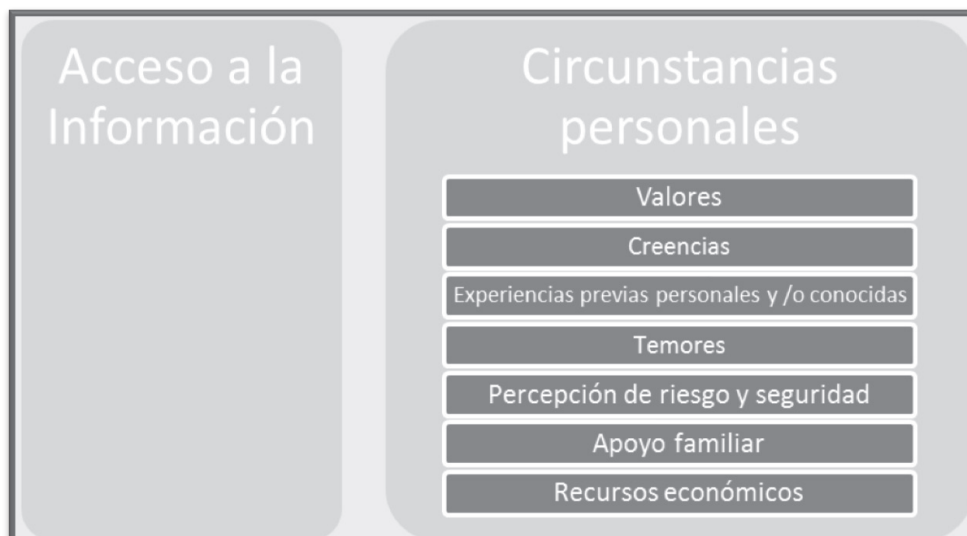 Acceso a la
Información
Circunstancias
personales
Valores
Creencias
Experiencias previas personales y /o conocidas
Temores
Percepción de riesgo y seguridad
Apoyo familiar
Recursos económicos